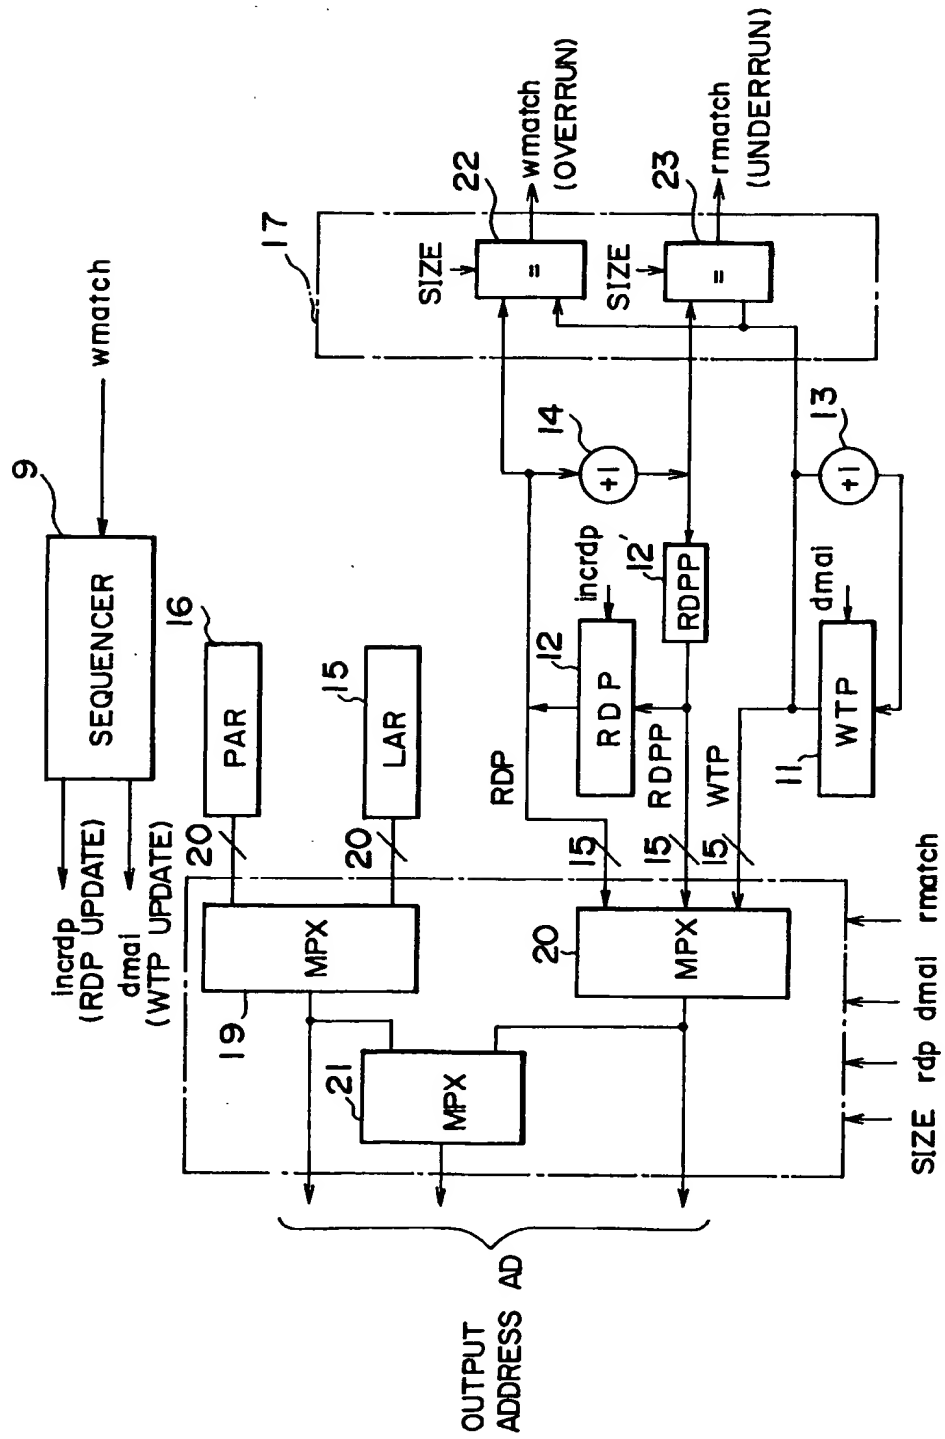 9
SEQUENCER
wmatch
incrdp
(RDP UPDATE)
dmai
(WTP UPDATE)
16
PAR
20
15
LAR
20
17
22
SIZE
=
wmatch
(OVERRUN)
23
SIZE
=
rmatch
(UNDERRUN)
19
MPX
21
MPX
20
MPX
RDP
15
12
RDP
incrdp
14
+1
12'
RDPP
RDPP
15
WTP
15
11
WTP
dmai
13
+1
OUTPUT
ADDRESS AD
SIZE rdp dmai rmatch